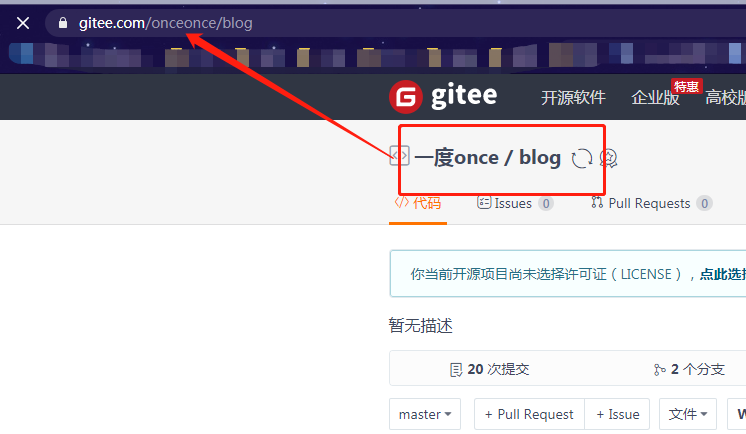 gitee.com/onceonce/blog
gitee 开源软件 企业版 特惠 高校版
一度once / blog
代码 Issues 0 Pull Requests 0
你当前开源项目尚未选择许可证（LICENSE），点此选择
暂无描述
20 次提交 2 个分支
master + Pull Request + Issue 文件 W